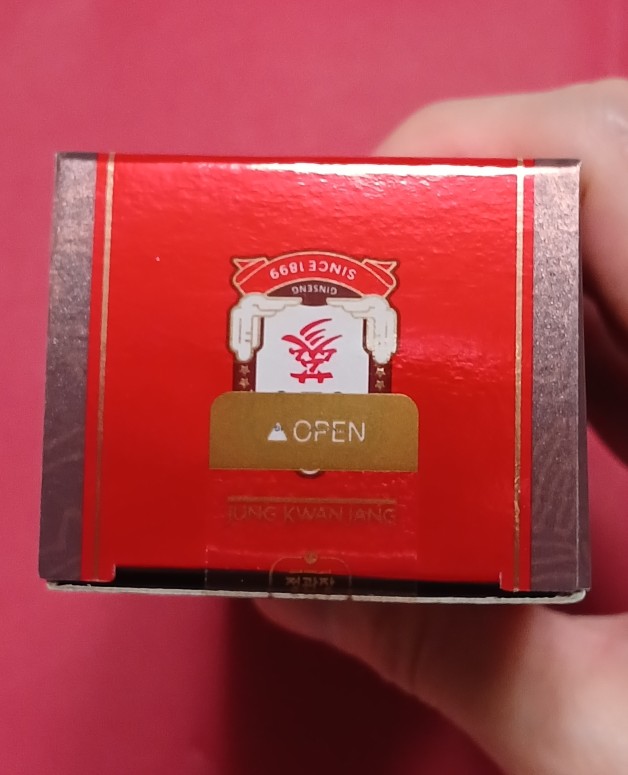 SINCE 1899
GINSENG
OPEN
JUNG KWAN JANG